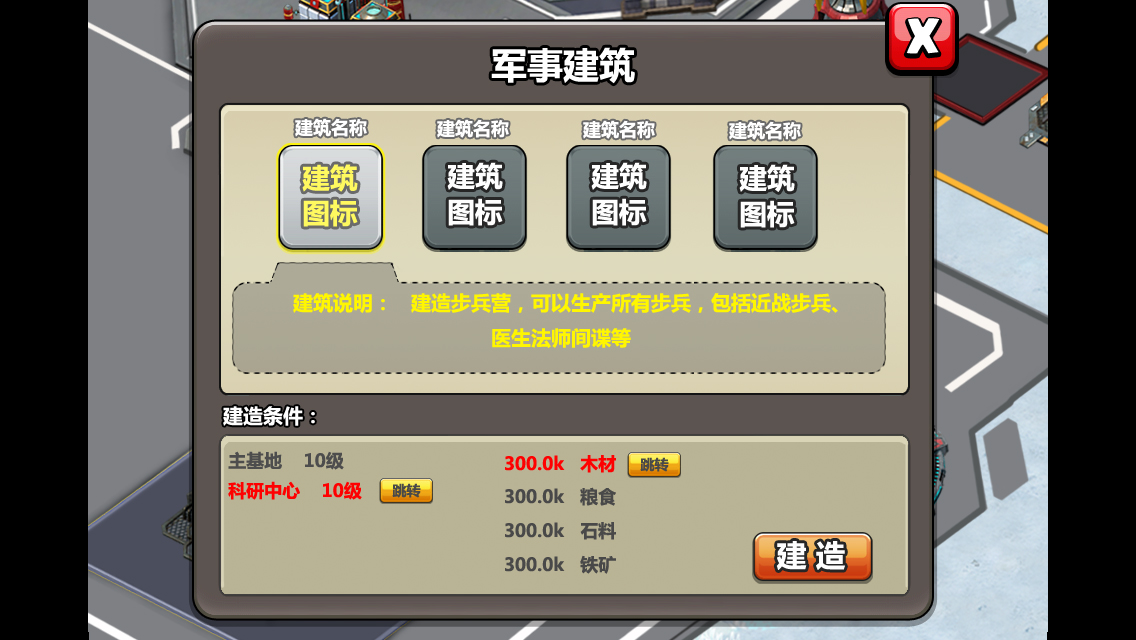 军事建筑
X
建筑名称 建筑名称 建筑名称 建筑名称
建筑 建筑 建筑 建筑
图标 图标 图标 图标
建筑说明： 建造步兵营，可以生产所有步兵，包括近战步兵、
医生法师间谍等
建造条件：
主基地 10级
科研中心 10级 跳转
300.0k 木材 跳转
300.0k 粮食
300.0k 石料
300.0k 铁矿
建造